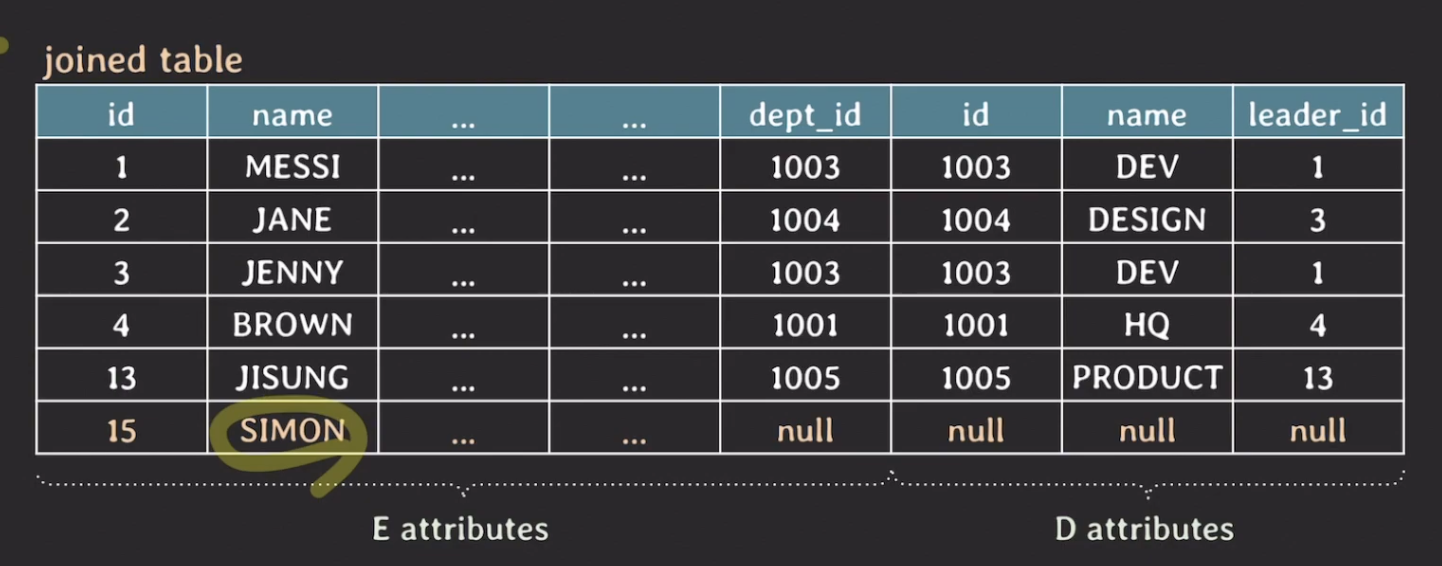 joined table
id name ... ... dept_id id name leader_id
1 MESSI ... ... 1003 1003 DEV 1
2 JANE ... ... 1004 1004 DESIGN 3
3 JENNY ... ... 1003 1003 DEV 1
4 BROWN ... ... 1001 1001 HQ 4
13 JISUNG ... ... 1005 1005 PRODUCT 13
15 SIMON ... ... null null null null
E attributes D attributes